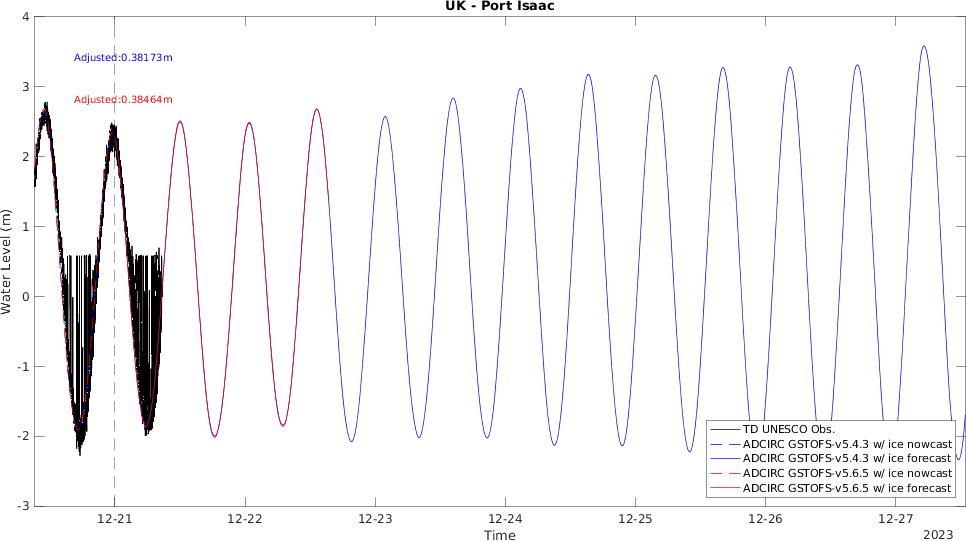 UK - Port Isaac
4
3
2
1
0
-1
-2
-3
Water Level (m)
Adjusted:0.38173m
Adjusted:0.38464m
TD UNESCO Obs.
ADCIRC GSTOFS-v5.4.3 w/ ice nowcast
ADCIRC GSTOFS-v5.4.3 w/ ice forecast
ADCIRC GSTOFS-v5.6.5 w/ ice nowcast
ADCIRC GSTOFS-v5.6.5 w/ ice forecast
12-21 12-22 12-23 12-24 12-25 12-26 12-27
Time
2023